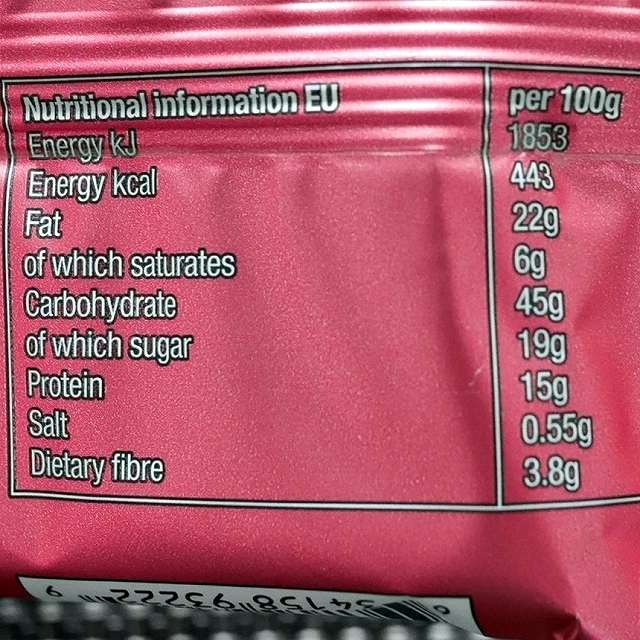 Nutritional information EU per 100g
Energy kJ 1853
Energy kcal 443
Fat 22g
of which saturates 6g
Carbohydrate 45g
of which sugar 19g
Protein 15g
Salt 0.55g
Dietary fibre 3.8g